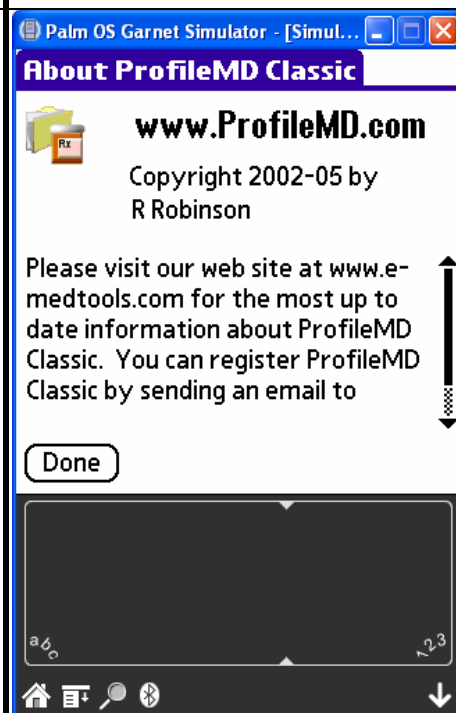 Palm OS Garnet Simulator - [Simul...
About ProfileMD Classic
Rx
www.ProfileMD.com
Copyright 2002-05 by
R Robinson
Please visit our web site at www.e-
medtools.com for the most up to
date information about ProfileMD
Classic. You can register ProfileMD
Classic by sending an email to
Done
abc
123